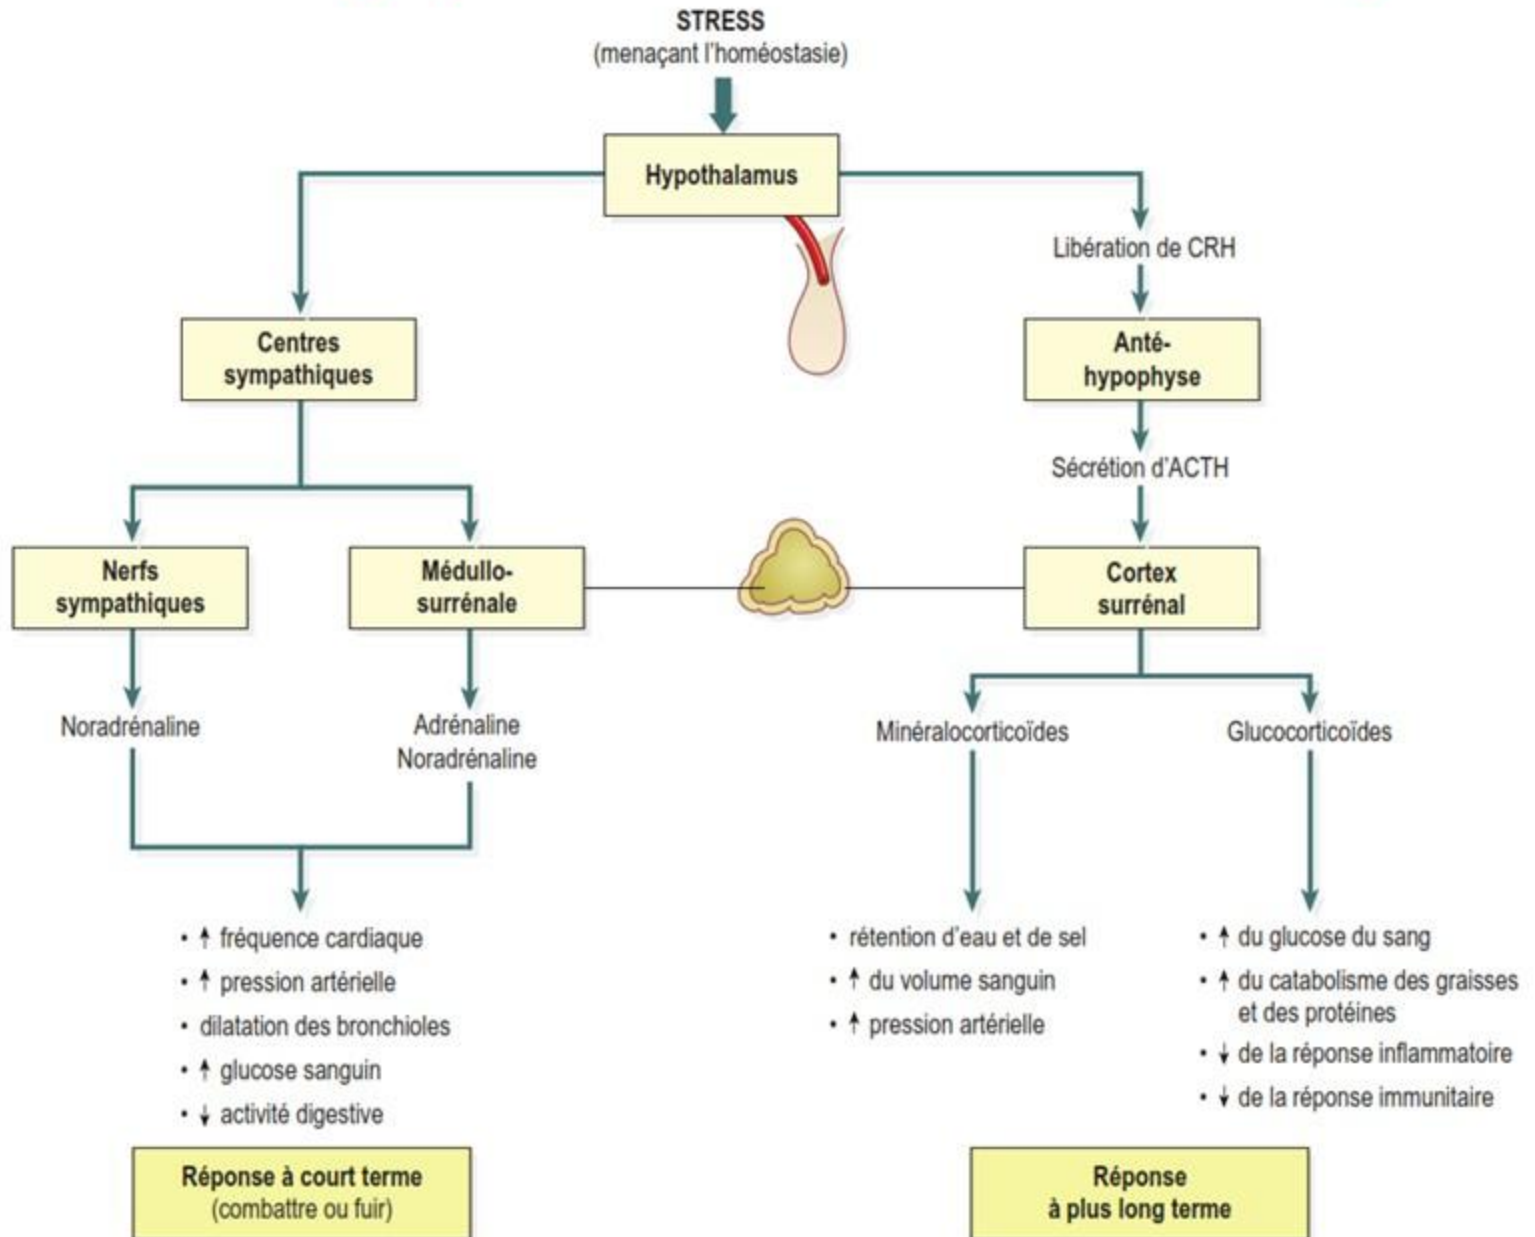 STRESS
(menaçant l'homéostasie)
Hypothalamus
Libération de CRH
Centres
sympathiques
Anté-
hypophyse
Sécrétion d'ACTH
Nerfs
sympathiques
Médullo-
surrénale
Cortex
surrénal
Noradrénaline
Adrénaline
Noradrénaline
Minéralocorticoïdes
Glucocorticoïdes
• ↑ fréquence cardiaque
• ↑ pression artérielle
• dilatation des bronchioles
• ↑ glucose sanguin
• ↓ activité digestive
• rétention d'eau et de sel
• ↑ du volume sanguin
• ↑ pression artérielle
• ↑ du glucose du sang
• ↑ du catabolisme des graisses
et des protéines
• ↓ de la réponse inflammatoire
• ↓ de la réponse immunitaire
Réponse à court terme
(combattre ou fuir)
Réponse
à plus long terme